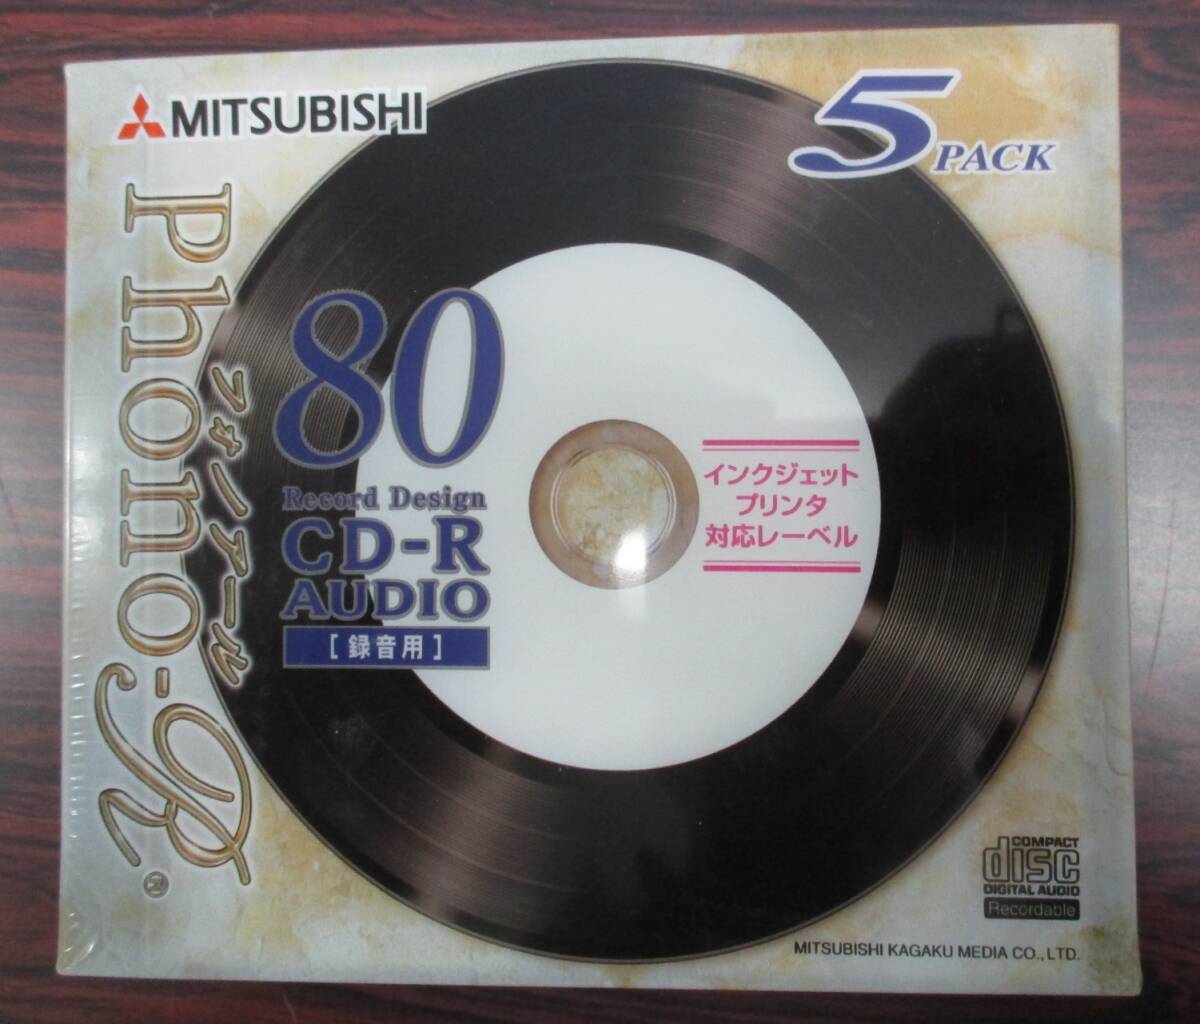 MITSUBISHI
5 PACK
Phono-R®
フォノアール
80
Record Design
CD-R
AUDIO
[録音用]
インクジェット
プリンタ
対応レーベル
COMPACT
disc
DIGITAL AUDIO
Recordable
MITSUBISHI KAGAKU MEDIA CO., LTD.